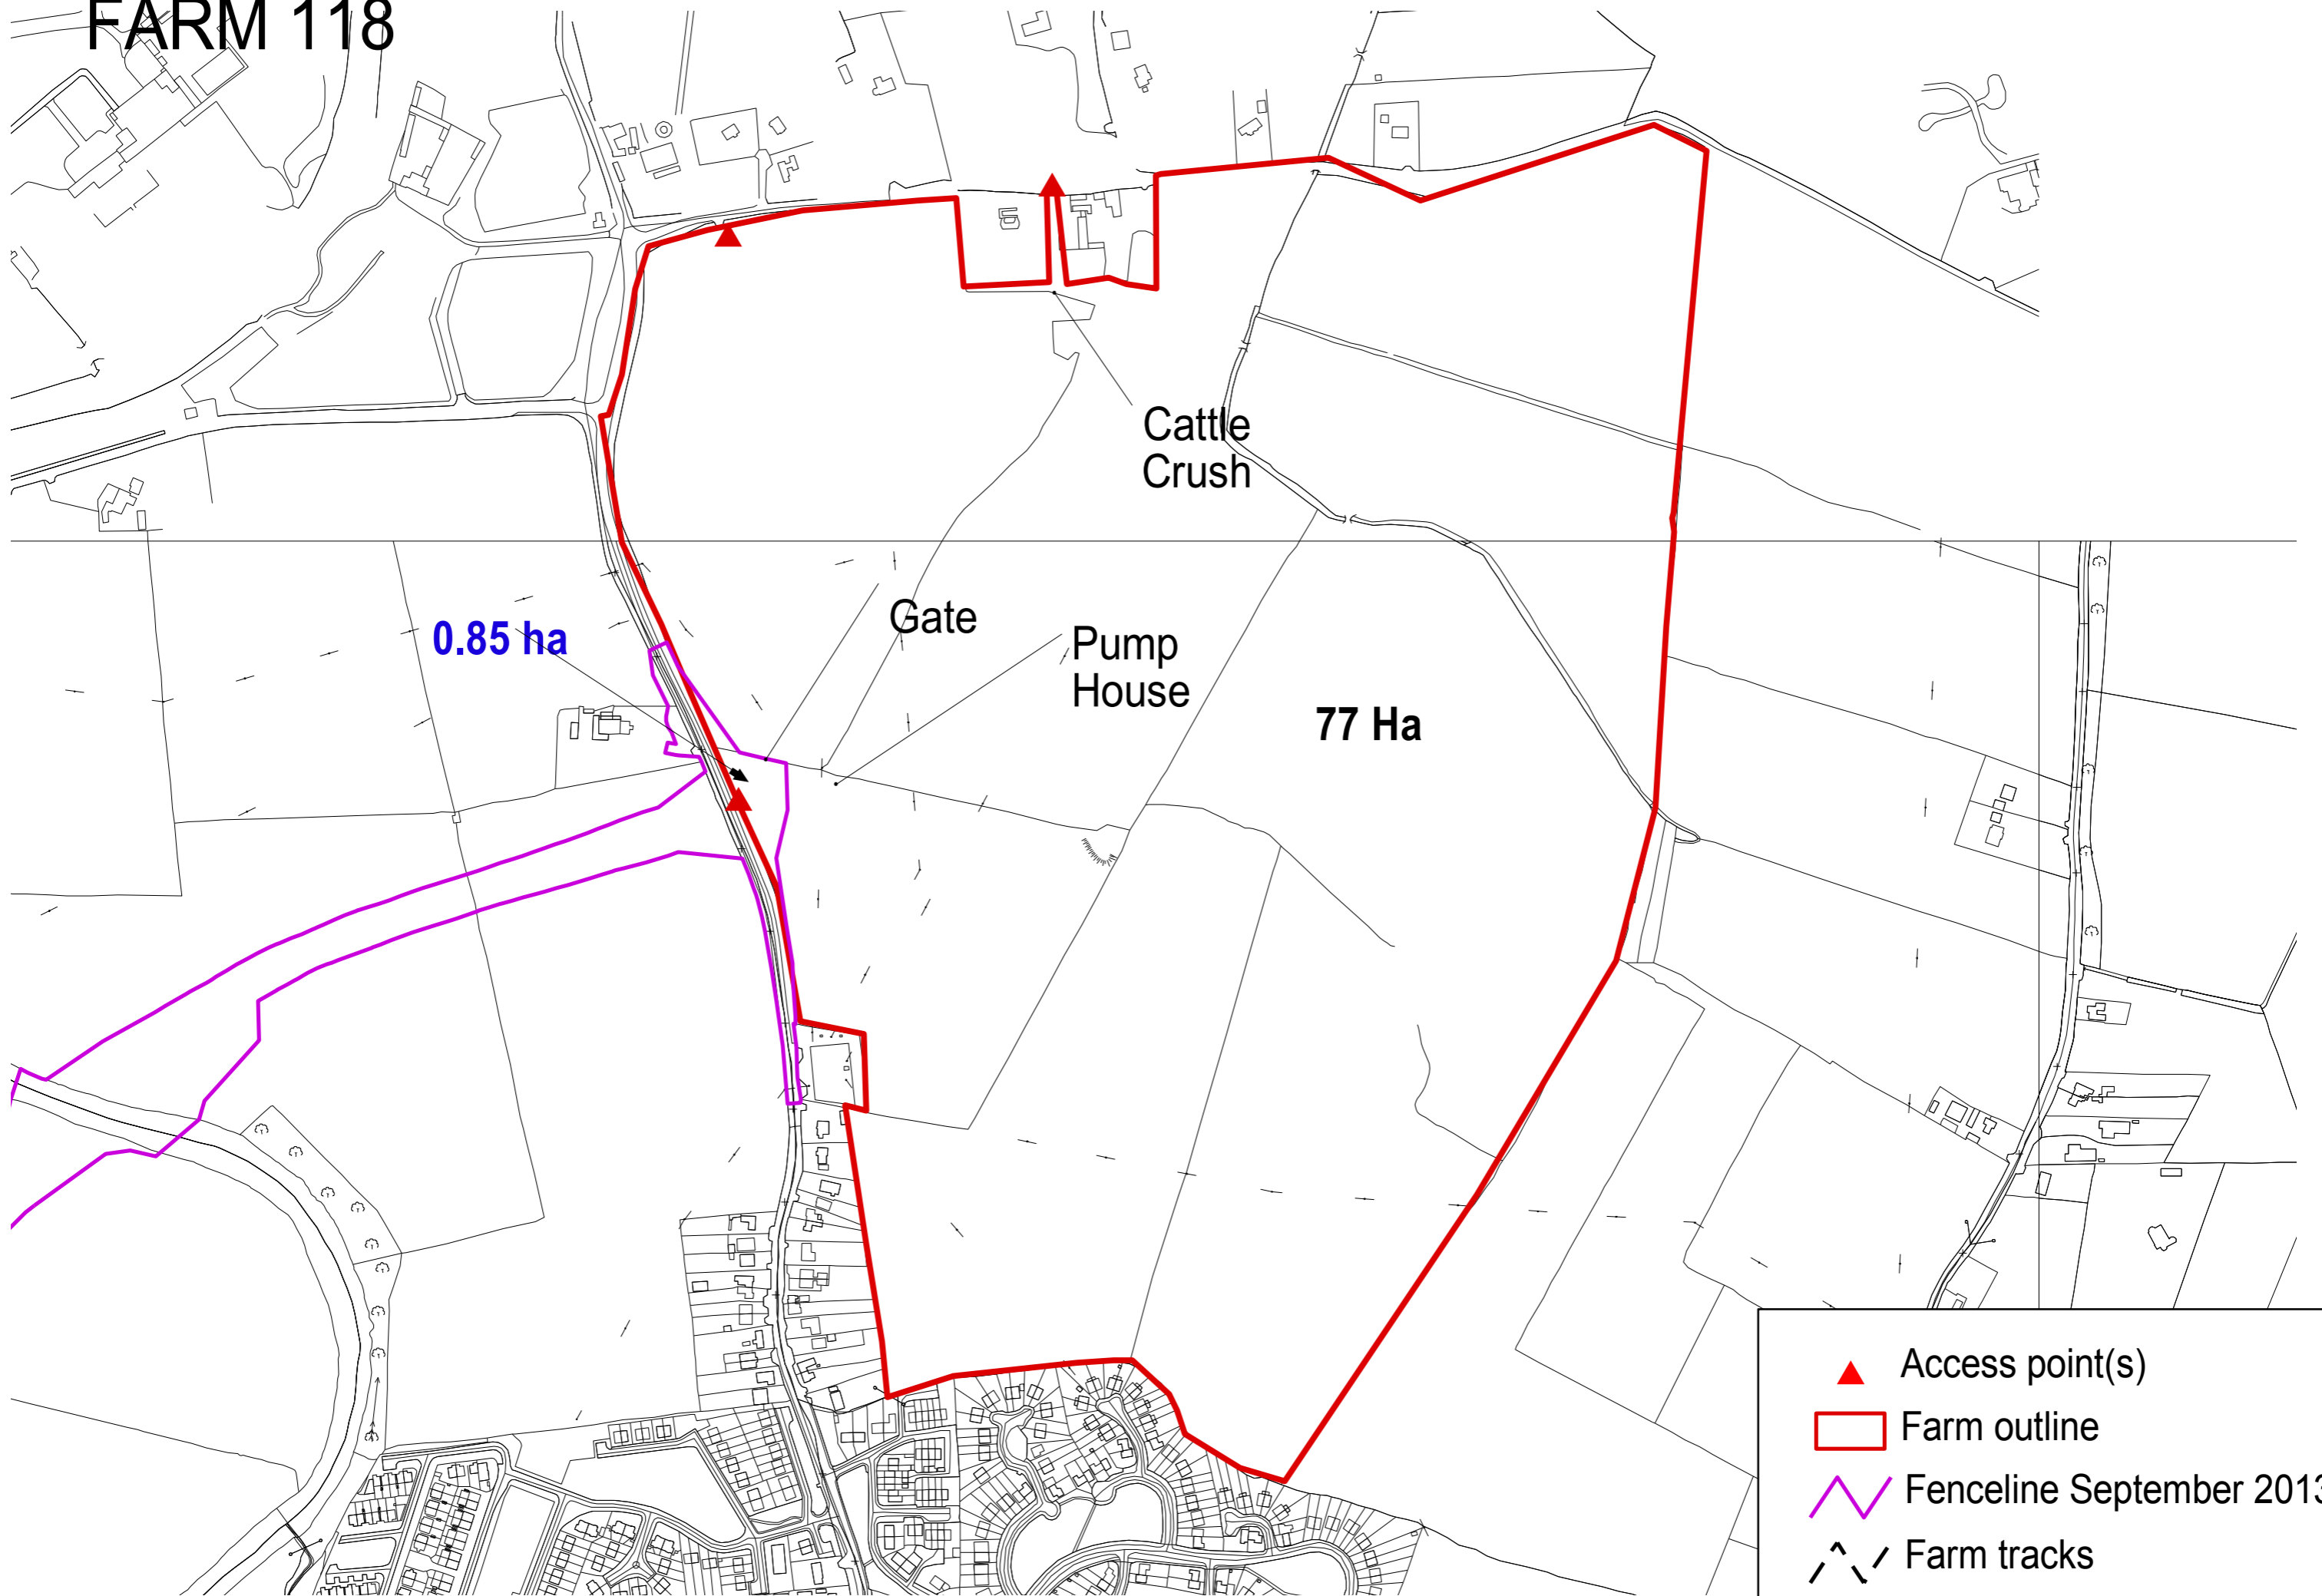 FARM 118
Cattle
Crush
Gate
0.85 ha
Pump
House
77 Ha
Access point(s)
Farm outline
Fenceline September 2013
Farm tracks